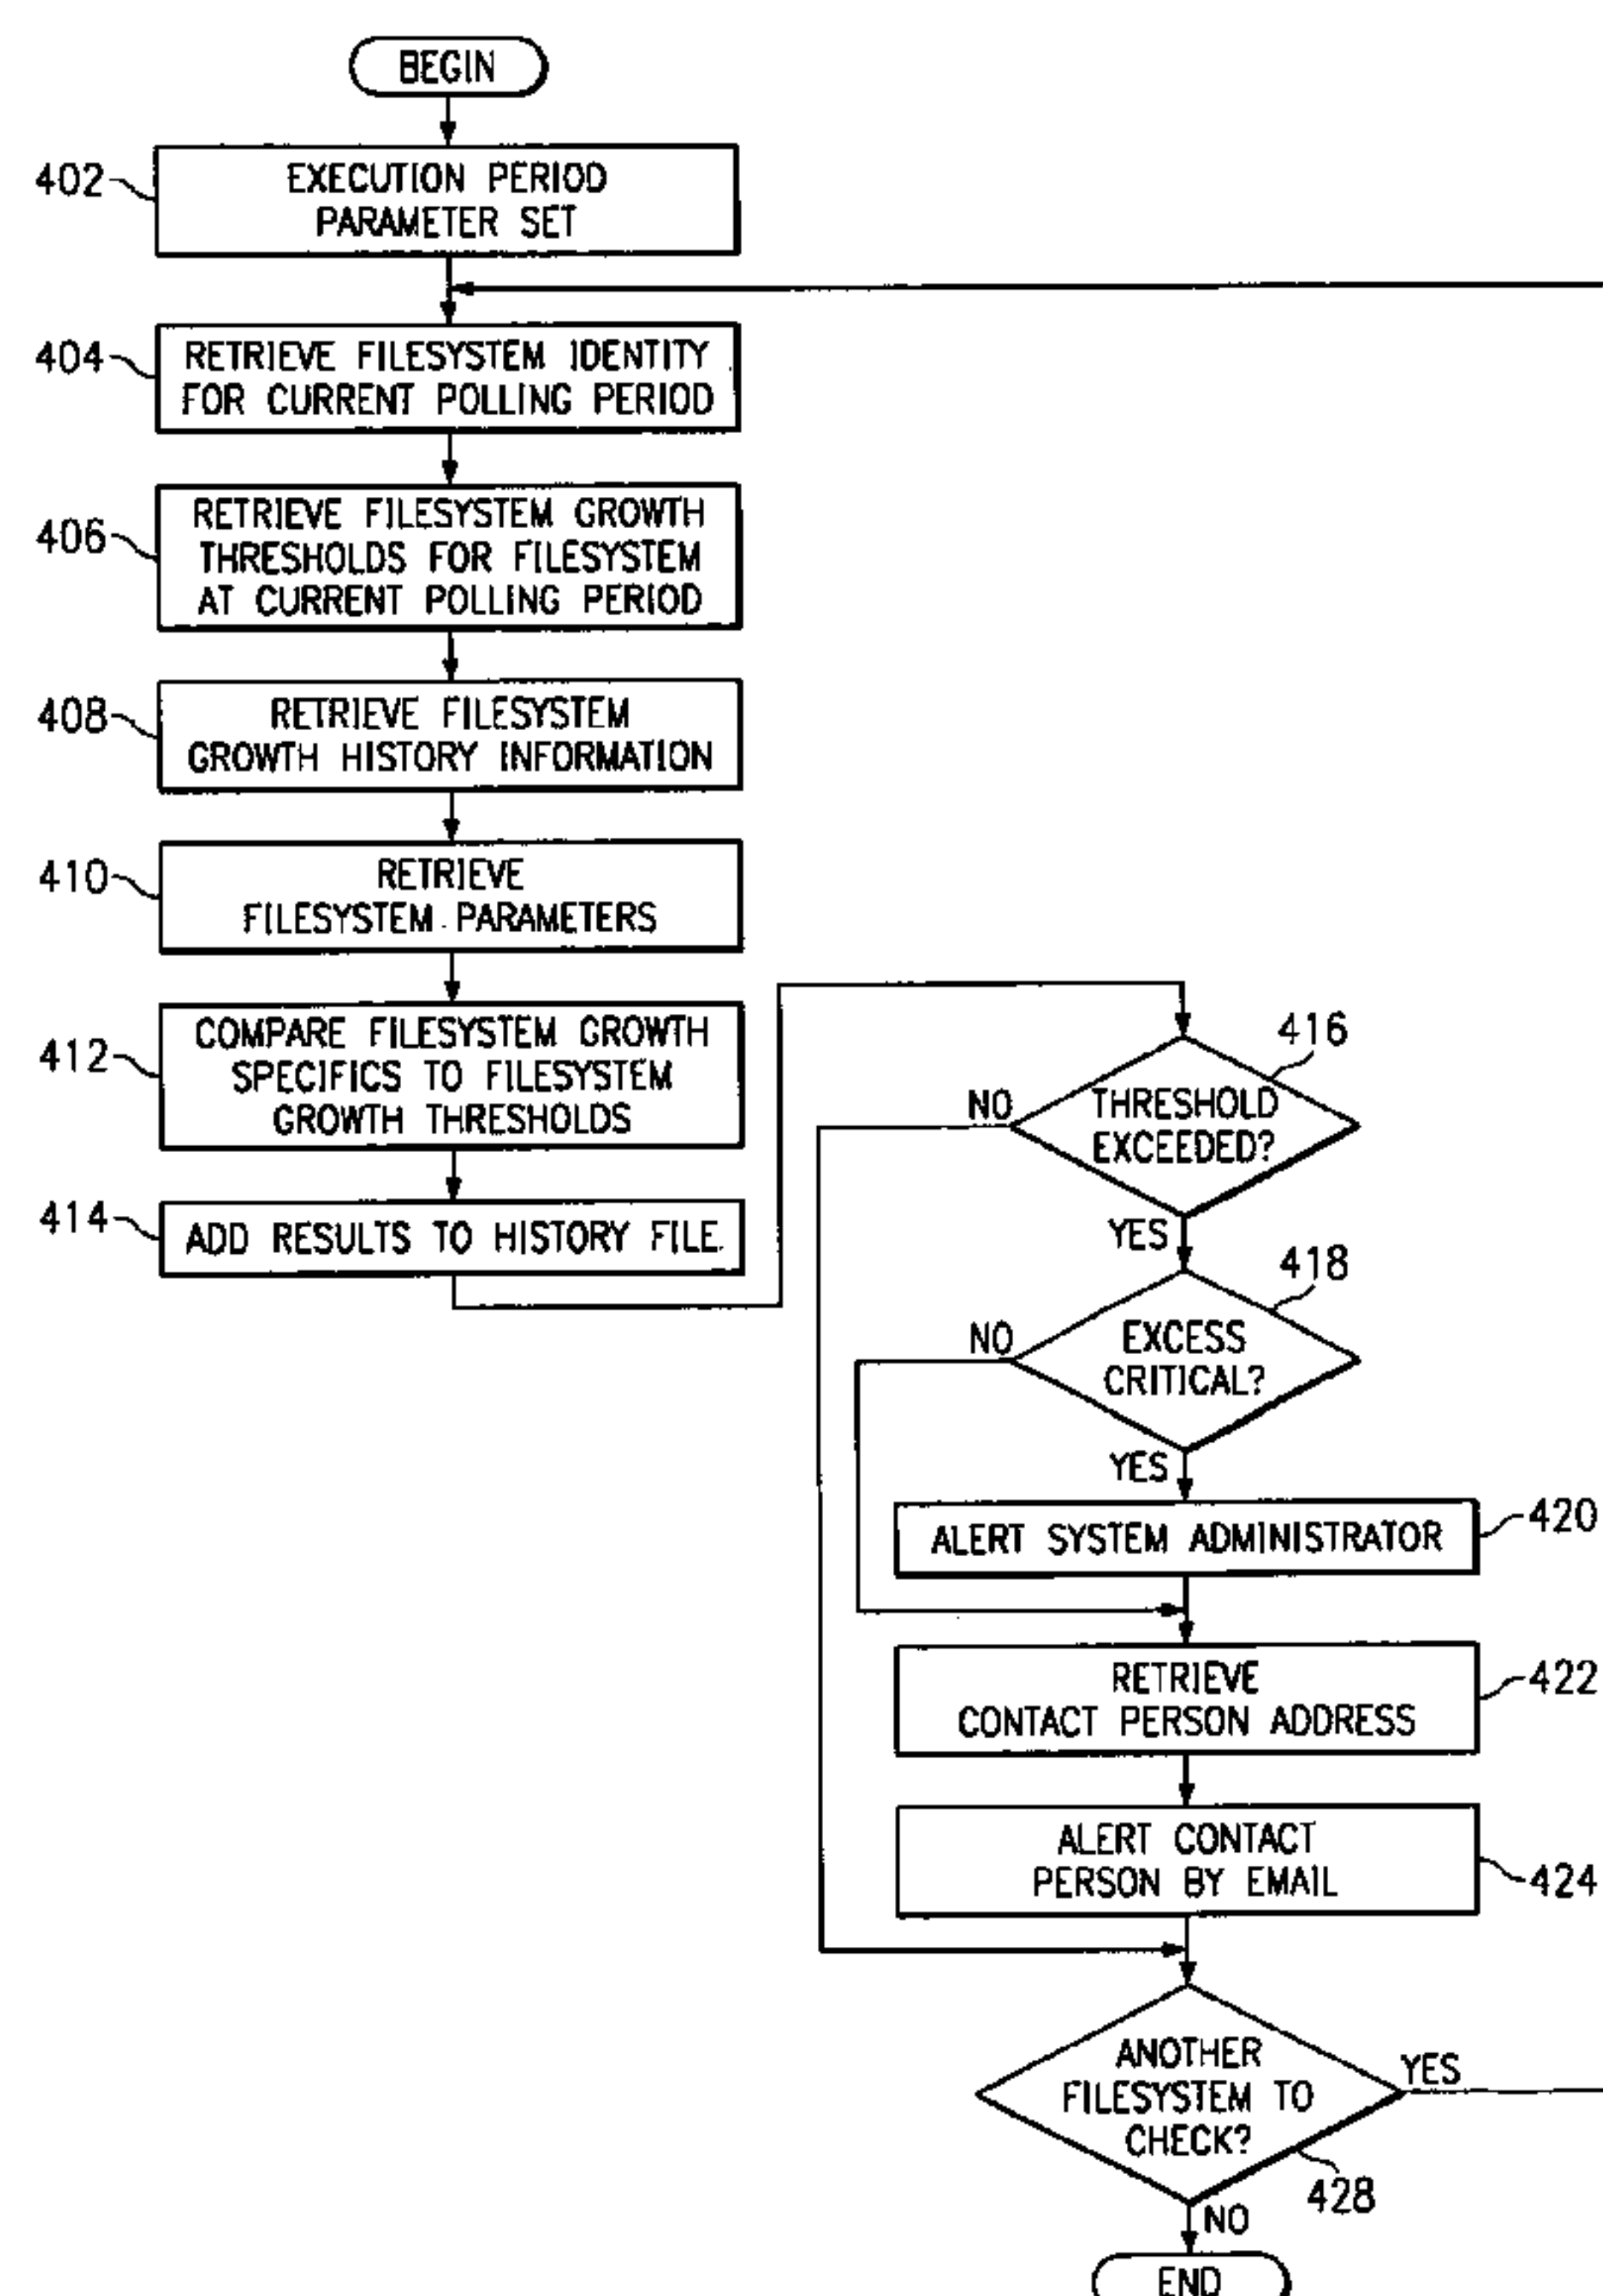 BEGIN
402
EXECUTION PERIOD
PARAMETER SET
404
RETRIEVE FILESYSTEM IDENTITY
FOR CURRENT POLLING PERIOD
406
RETRIEVE FILESYSTEM GROWTH
THRESHOLDS FOR FILESYSTEM
AT CURRENT POLLING PERIOD
408
RETRIEVE FILESYSTEM
GROWTH HISTORY INFORMATION
410
RETRIEVE
FILESYSTEM PARAMETERS
412
COMPARE FILESYSTEM GROWTH
SPECIFICS TO FILESYSTEM
GROWTH THRESHOLDS
414
ADD RESULTS TO HISTORY FILE
416
NO
THRESHOLD
EXCEEDED?
YES
418
NO
EXCESS
CRITICAL?
YES
420
ALERT SYSTEM ADMINISTRATOR
422
RETRIEVE
CONTACT PERSON ADDRESS
424
ALERT CONTACT
PERSON BY EMAIL
ANOTHER
FILESYSTEM TO
CHECK?
YES
428
NO
END